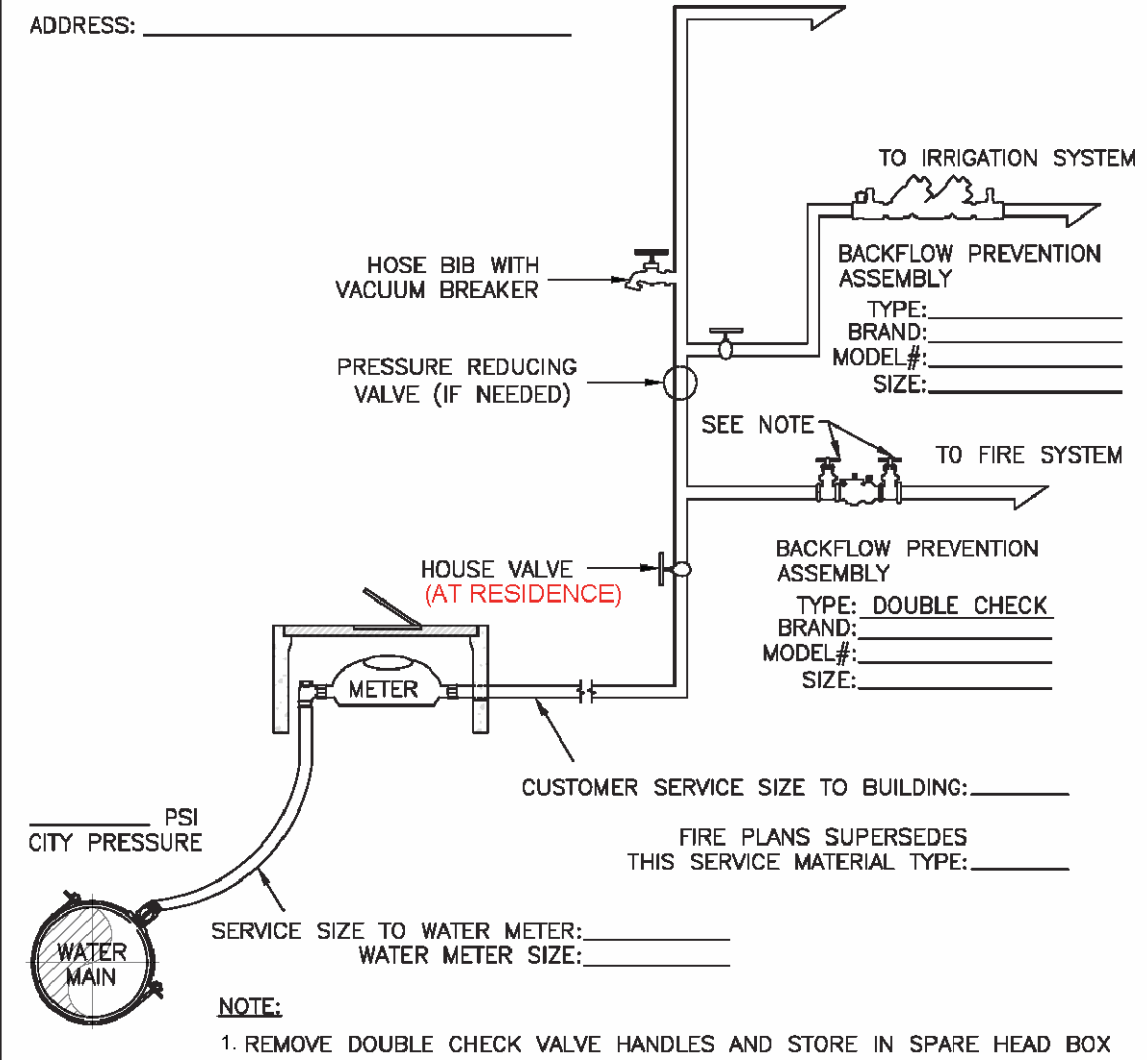 ADDRESS:
TO IRRIGATION SYSTEM
HOSE BIB WITH
VACUUM BREAKER
BACKFLOW PREVENTION
ASSEMBLY
TYPE:
BRAND:
MODEL#:
SIZE:
PRESSURE REDUCING
VALVE (IF NEEDED)
SEE NOTE
TO FIRE SYSTEM
BACKFLOW PREVENTION
ASSEMBLY
TYPE: DOUBLE CHECK
BRAND:
MODEL#:
SIZE:
HOUSE VALVE
(AT RESIDENCE)
METER
CUSTOMER SERVICE SIZE TO BUILDING:
PSI
CITY PRESSURE
FIRE PLANS SUPERSEDES
THIS SERVICE MATERIAL TYPE:
SERVICE SIZE TO WATER METER:
WATER METER SIZE:
WATER
MAIN
NOTE:
1. REMOVE DOUBLE CHECK VALVE HANDLES AND STORE IN SPARE HEAD BOX